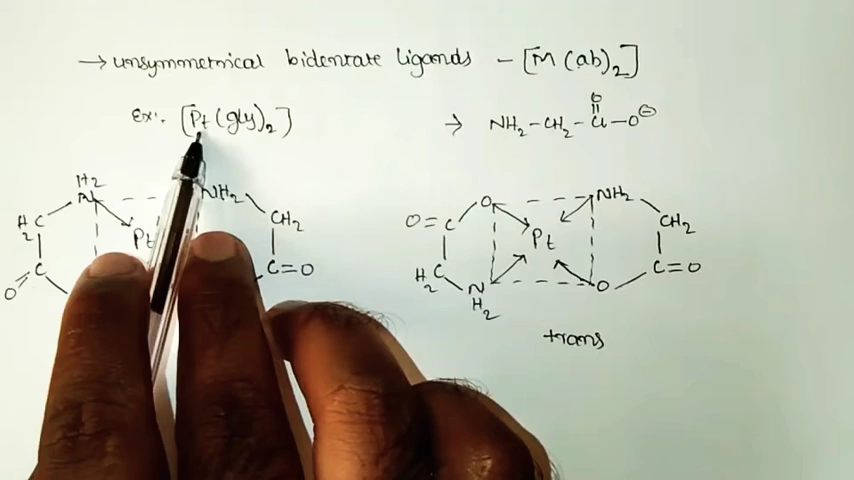 → unsymmetrical bidentate ligands - [M(ab)₂]
Ex:. [Pt(gly)₂] → NH₂-CH₂-C-O⊖
O
H₂
N NH₂
H₂C CH₂
Pt
C C=O
O
O NH₂
O=C CH₂
Pt
H₂C C=O
N O
H₂
trans